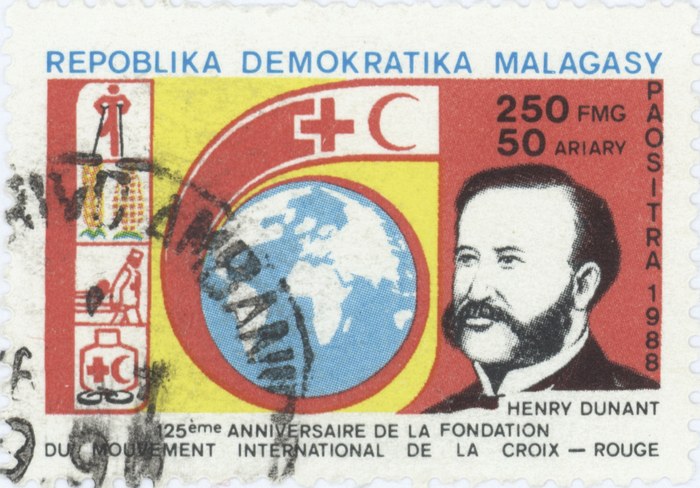 REPOBLIKA DEMOKRATIKA MALAGASY
250 FMG
50 ARIARY
PAOSITRA 1988
HENRY DUNANT
125ème ANNIVERSAIRE DE LA FONDATION
DU MOUVEMENT INTERNATIONAL DE LA CROIX — ROUGE